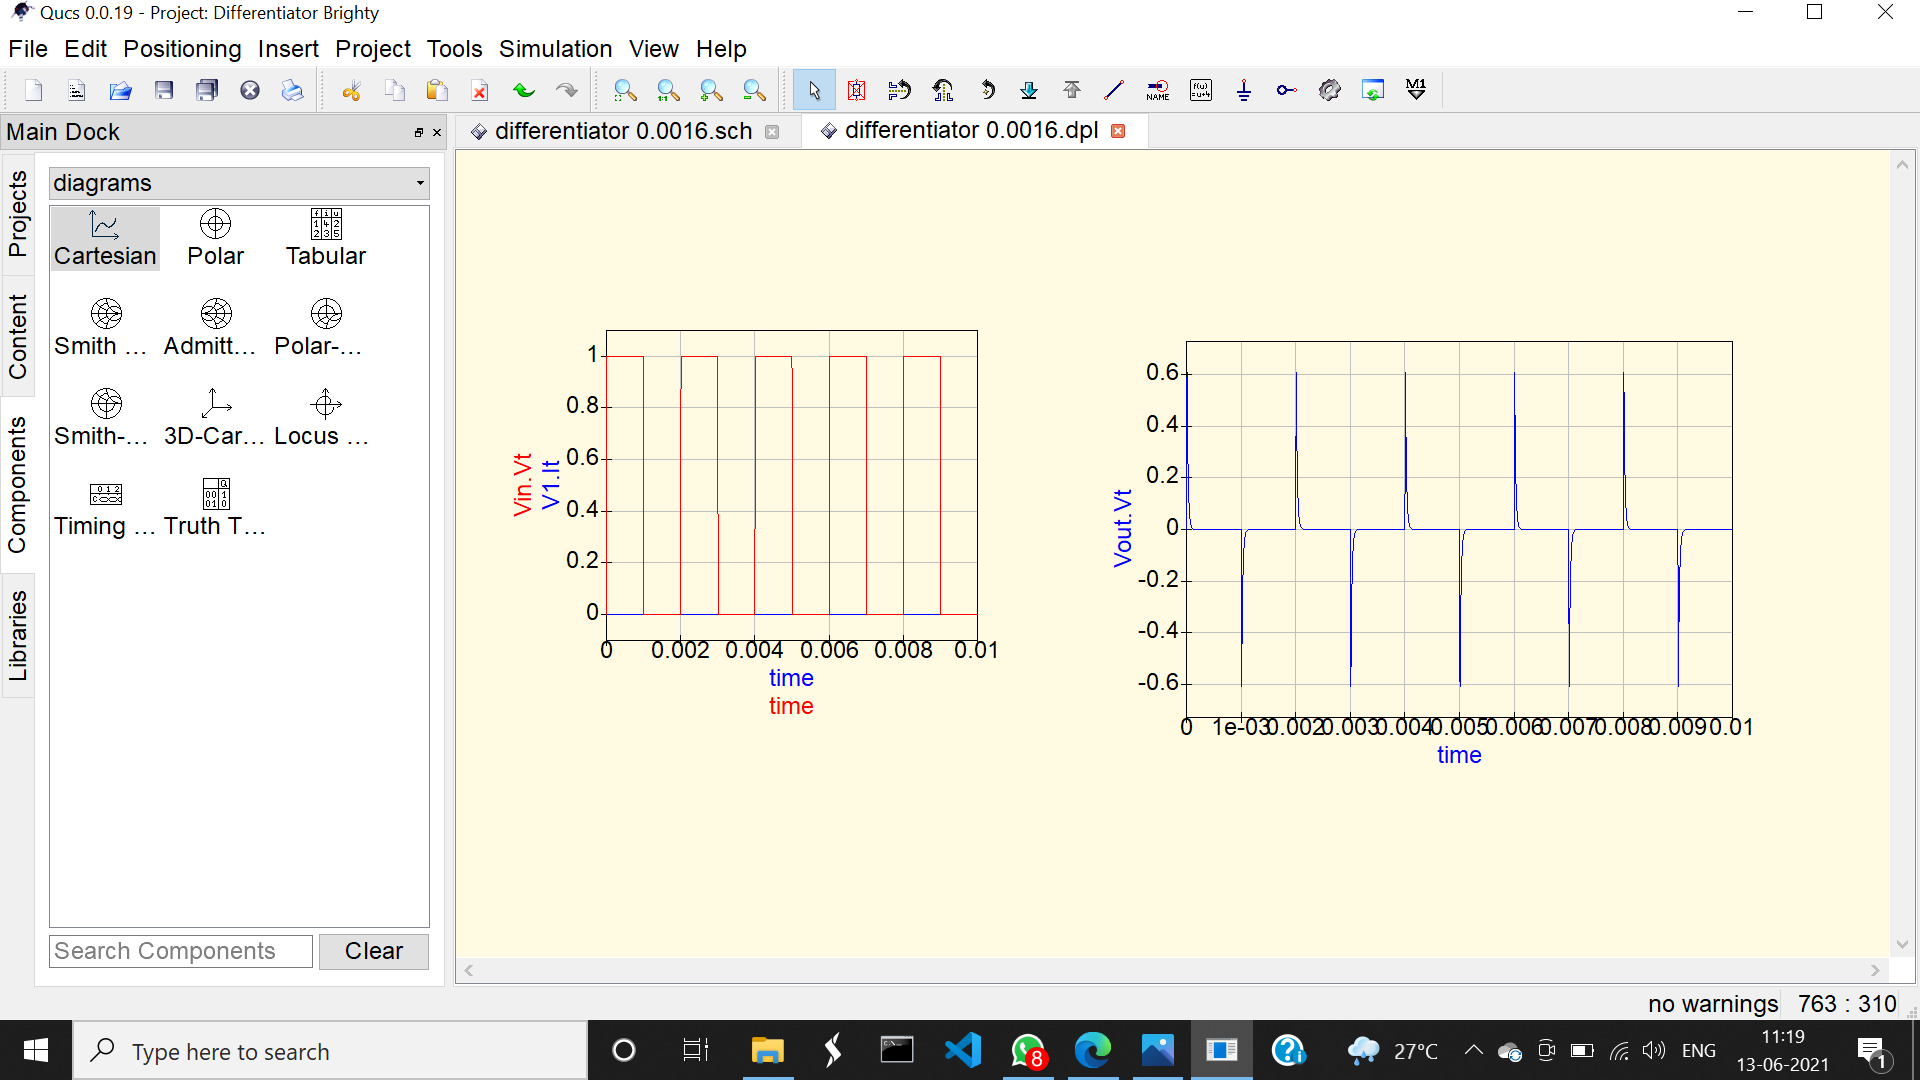 Qucs 0.0.19 - Project: Differentiator Brighty
File Edit Positioning Insert Project Tools Simulation View Help
NAME
M1
Main Dock
differentiator 0.0016.sch
differentiator 0.0016.dpl
Projects
Content
Components
Libraries
diagrams
Cartesian Polar Tabular
Smith ... Admitt... Polar-...
Smith-... 3D-Car... Locus ...
Timing ... Truth T...
Search Components
Clear
Vin.Vt
V1.It
1
0.8
0.6
0.4
0.2
0
0 0.002 0.004 0.006 0.008 0.01
time
time
Vout.Vt
0.6
0.4
0.2
0
-0.2
-0.4
-0.6
0 1e-03 0.002 0.003 0.004 0.005 0.006 0.007 0.008 0.009 0.01
time
no warnings 763 : 310
Type here to search
8
27°C
ENG
11:19
13-06-2021
1